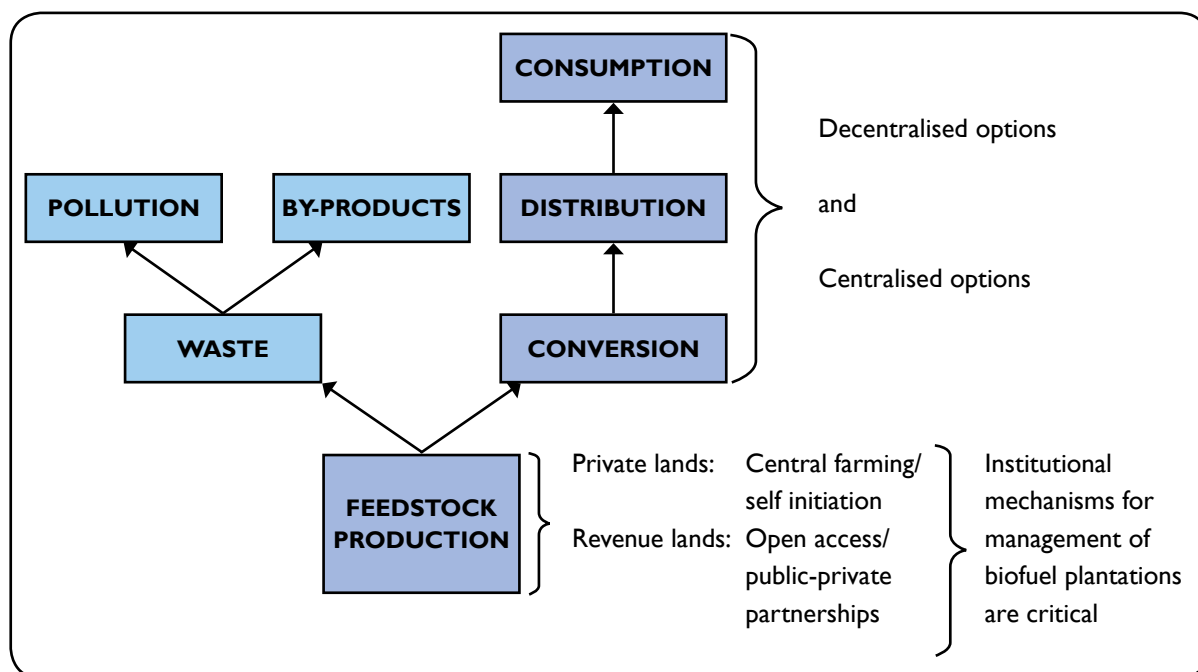 CONSUMPTION
Decentralised options
POLLUTION
BY-PRODUCTS
DISTRIBUTION
and
Centralised options
WASTE
CONVERSION
FEEDSTOCK
PRODUCTION
Private lands: Central farming/
self initiation
Revenue lands: Open access/
public-private
partnerships
Institutional
mechanisms for
management of
biofuel plantations
are critical